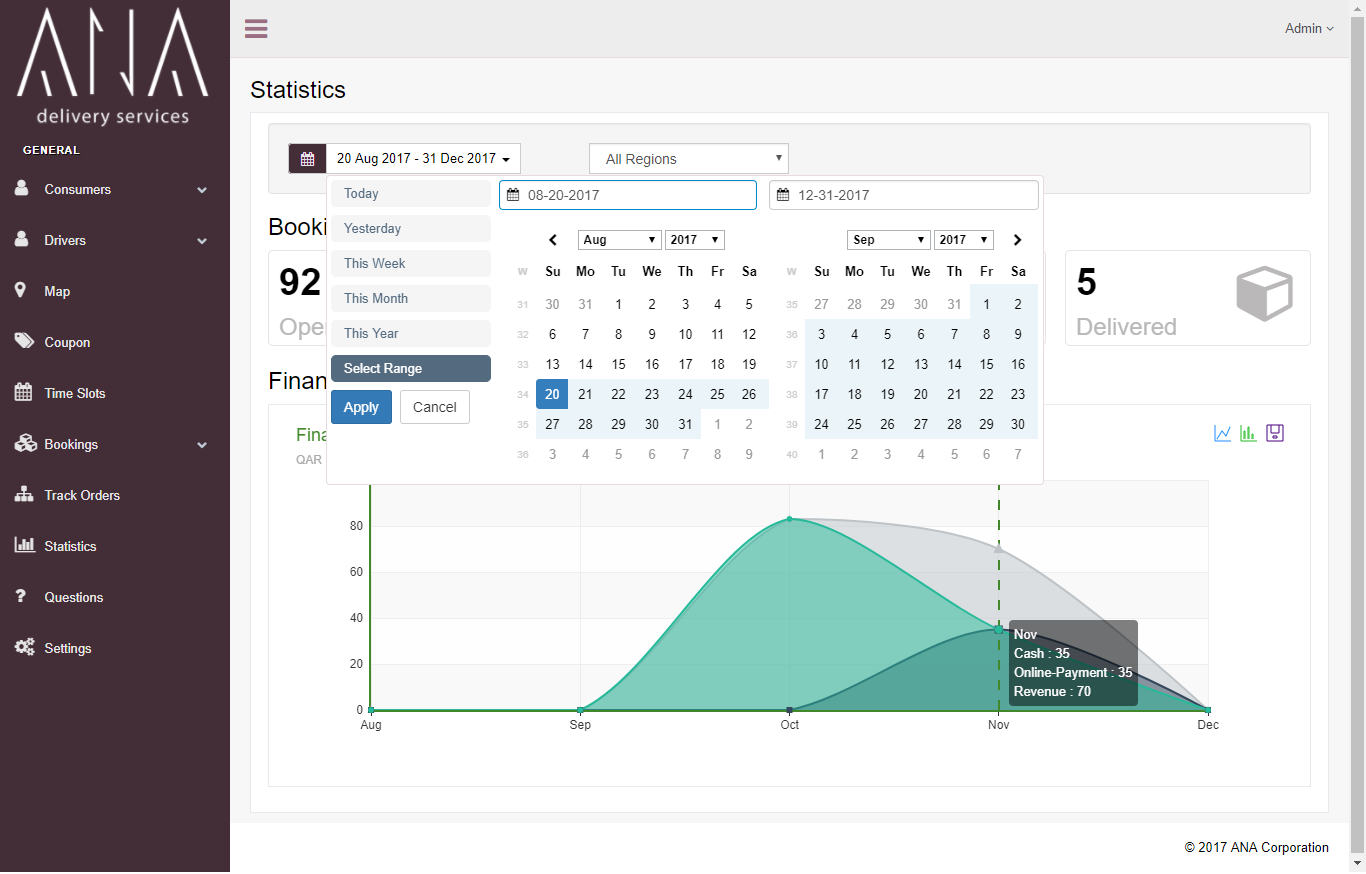 ANA
delivery services
GENERAL
Consumers
Drivers
Map
Coupon
Time Slots
Bookings
Track Orders
Statistics
Questions
Settings
Admin
Statistics
20 Aug 2017 - 31 Dec 2017
All Regions
Today
Yesterday
This Week
This Month
This Year
Select Range
Apply Cancel
08-20-2017
Aug 2017
W Su Mo Tu We Th Fr Sa
31 30 31 1 2 3 4 5
32 6 7 8 9 10 11 12
33 13 14 15 16 17 18 19
34 20 21 22 23 24 25 26
35 27 28 29 30 31 1 2
36 3 4 5 6 7 8 9
12-31-2017
Sep 2017
W Su Mo Tu We Th Fr Sa
35 27 28 29 30 31 1 2
36 3 4 5 6 7 8 9
37 10 11 12 13 14 15 16
38 17 18 19 20 21 22 23
39 24 25 26 27 28 29 30
40 1 2 3 4 5 6 7
Booki
92
Ope
5
Delivered
Finan
Fina
QAR
80
60
40
20
0
Aug Sep Oct Nov Dec
Nov
Cash : 35
Online-Payment : 35
Revenue : 70
© 2017 ANA Corporation